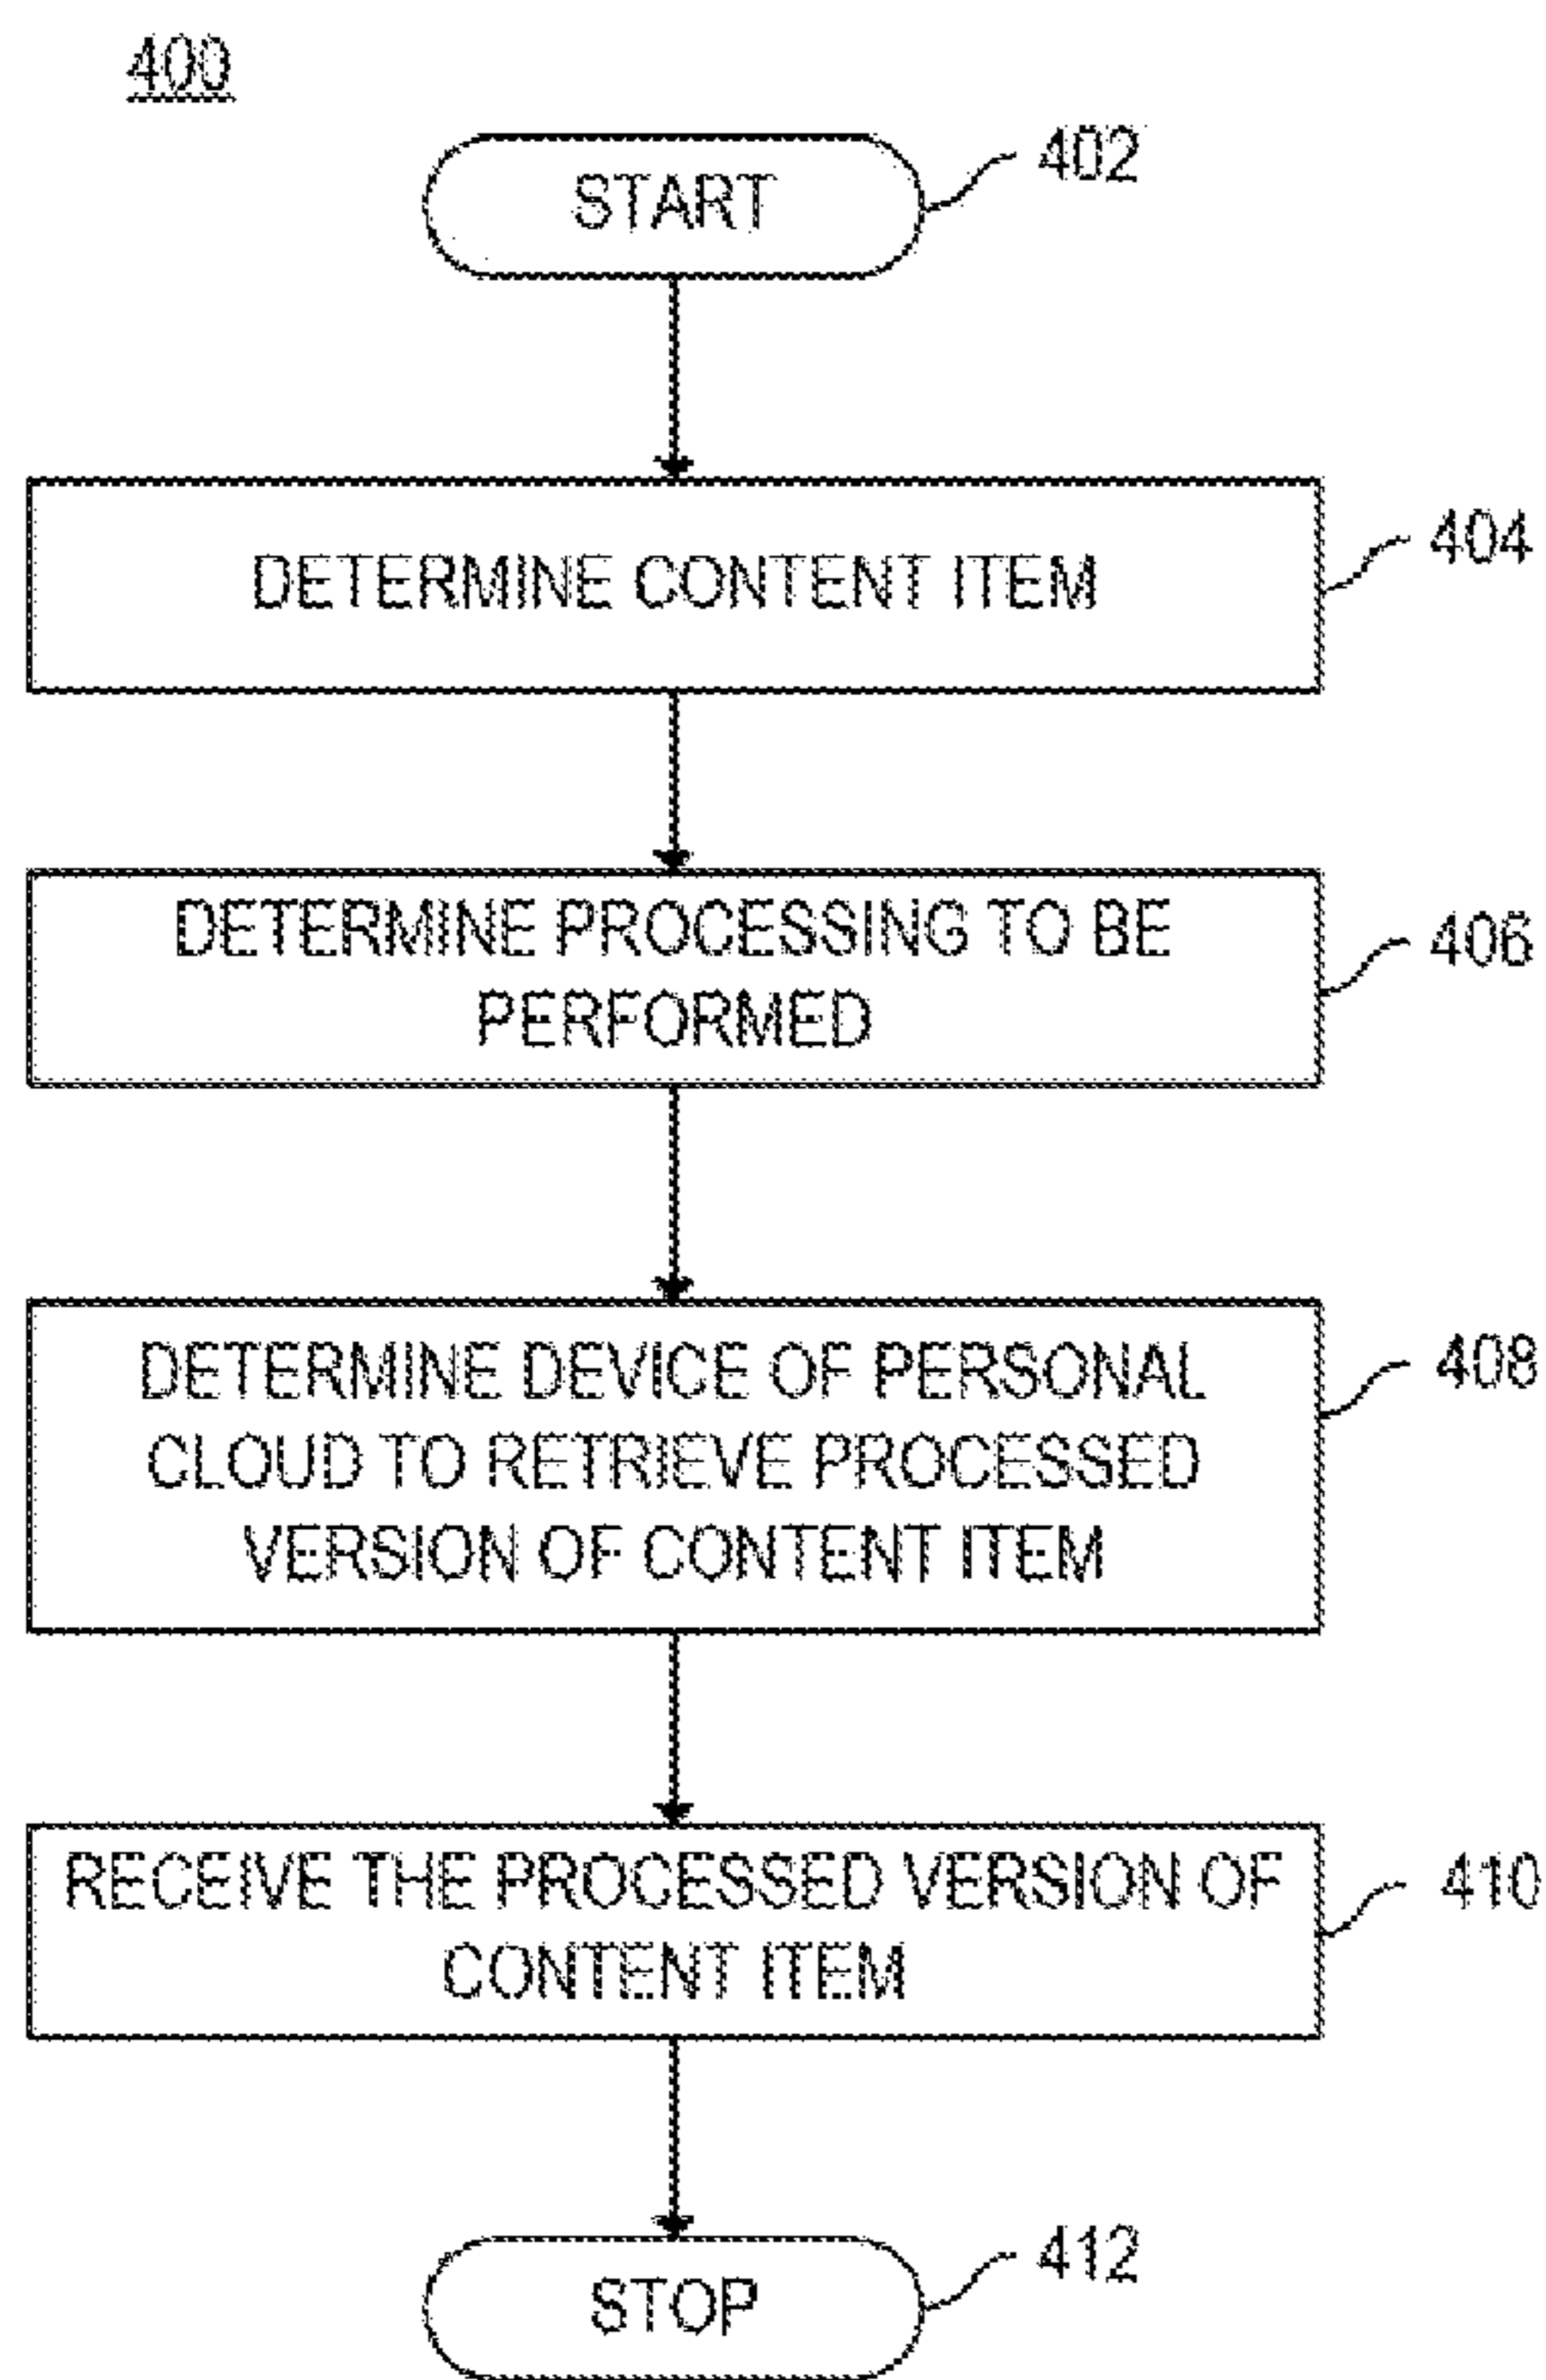 400
START
402
DETERMINE CONTENT ITEM
404
DETERMINE PROCESSING TO BE
PERFORMED
406
DETERMINE DEVICE OF PERSONAL
CLOUD TO RETRIEVE PROCESSED
VERSION OF CONTENT ITEM
408
RECEIVE THE PROCESSED VERSION OF
CONTENT ITEM
410
STOP
412